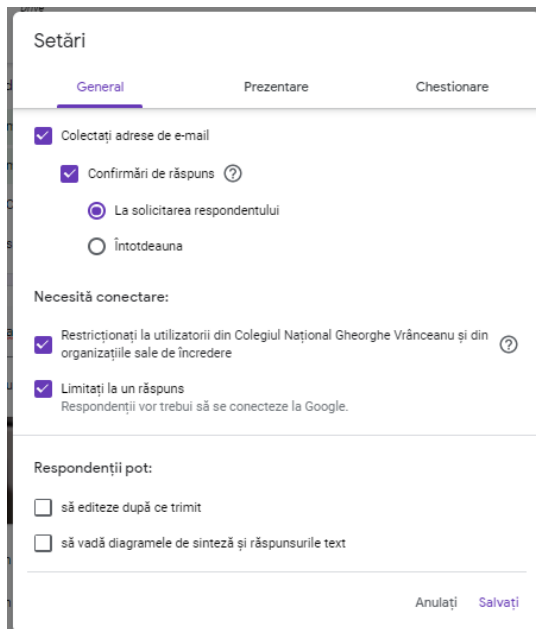 Setări
General
Prezentare
Chestionare
Colectați adrese de e-mail
Confirmări de răspuns
La solicitarea respondentului
Întotdeauna
Necesită conectare:
Restricționați la utilizatorii din Colegiul Național Gheorghe Vrânceanu și din
organizațiile sale de încredere
Limitați la un răspuns
Respondenții vor trebui să se conecteze la Google.
Respondenții pot:
să editeze după ce trimit
să vadă diagramele de sinteză și răspunsurile text
Anulați
Salvați